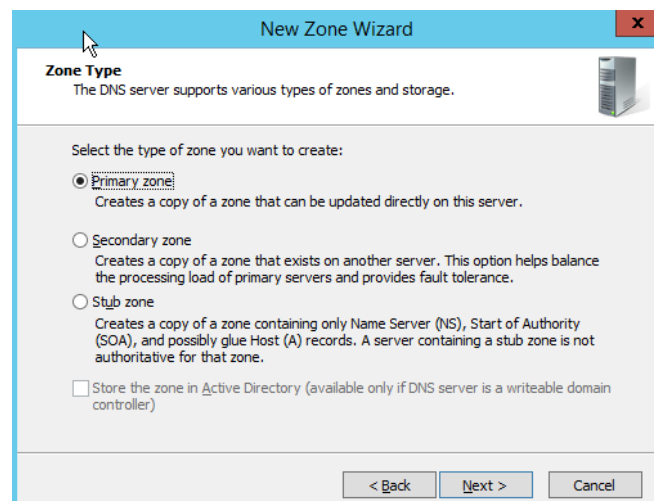 New Zone Wizard
x
Zone Type
The DNS server supports various types of zones and storage.
Select the type of zone you want to create:
Primary zone
Creates a copy of a zone that can be updated directly on this server.
Secondary zone
Creates a copy of a zone that exists on another server. This option helps balance
the processing load of primary servers and provides fault tolerance.
Stub zone
Creates a copy of a zone containing only Name Server (NS), Start of Authority
(SOA), and possibly glue Host (A) records. A server containing a stub zone is not
authoritative for that zone.
Store the zone in Active Directory (available only if DNS server is a writeable domain
controller)
< Back Next > Cancel